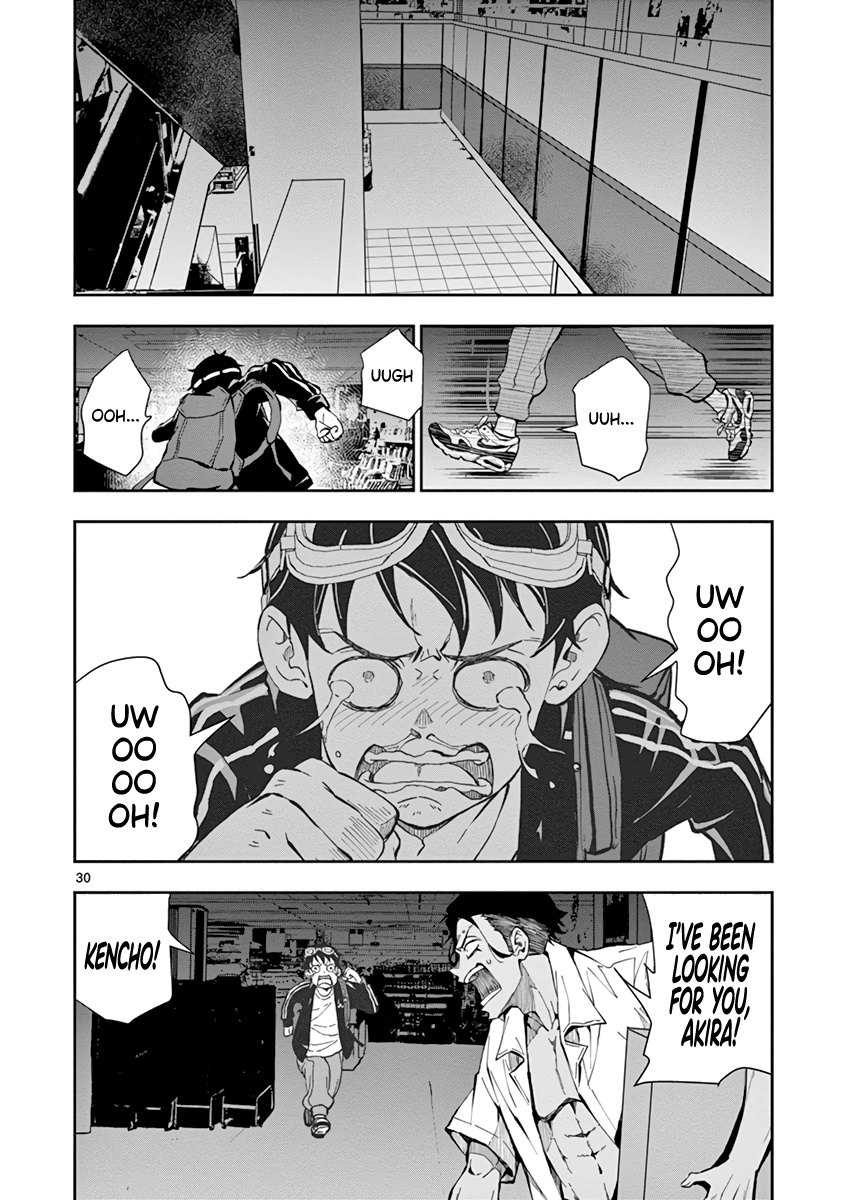 UUH...
UUGH
OOH...
UW
OO
OH!
UW
OO
OO
OH!
30
I'VE BEEN
LOOKING
FOR YOU,
AKIRA!
KENCHO!